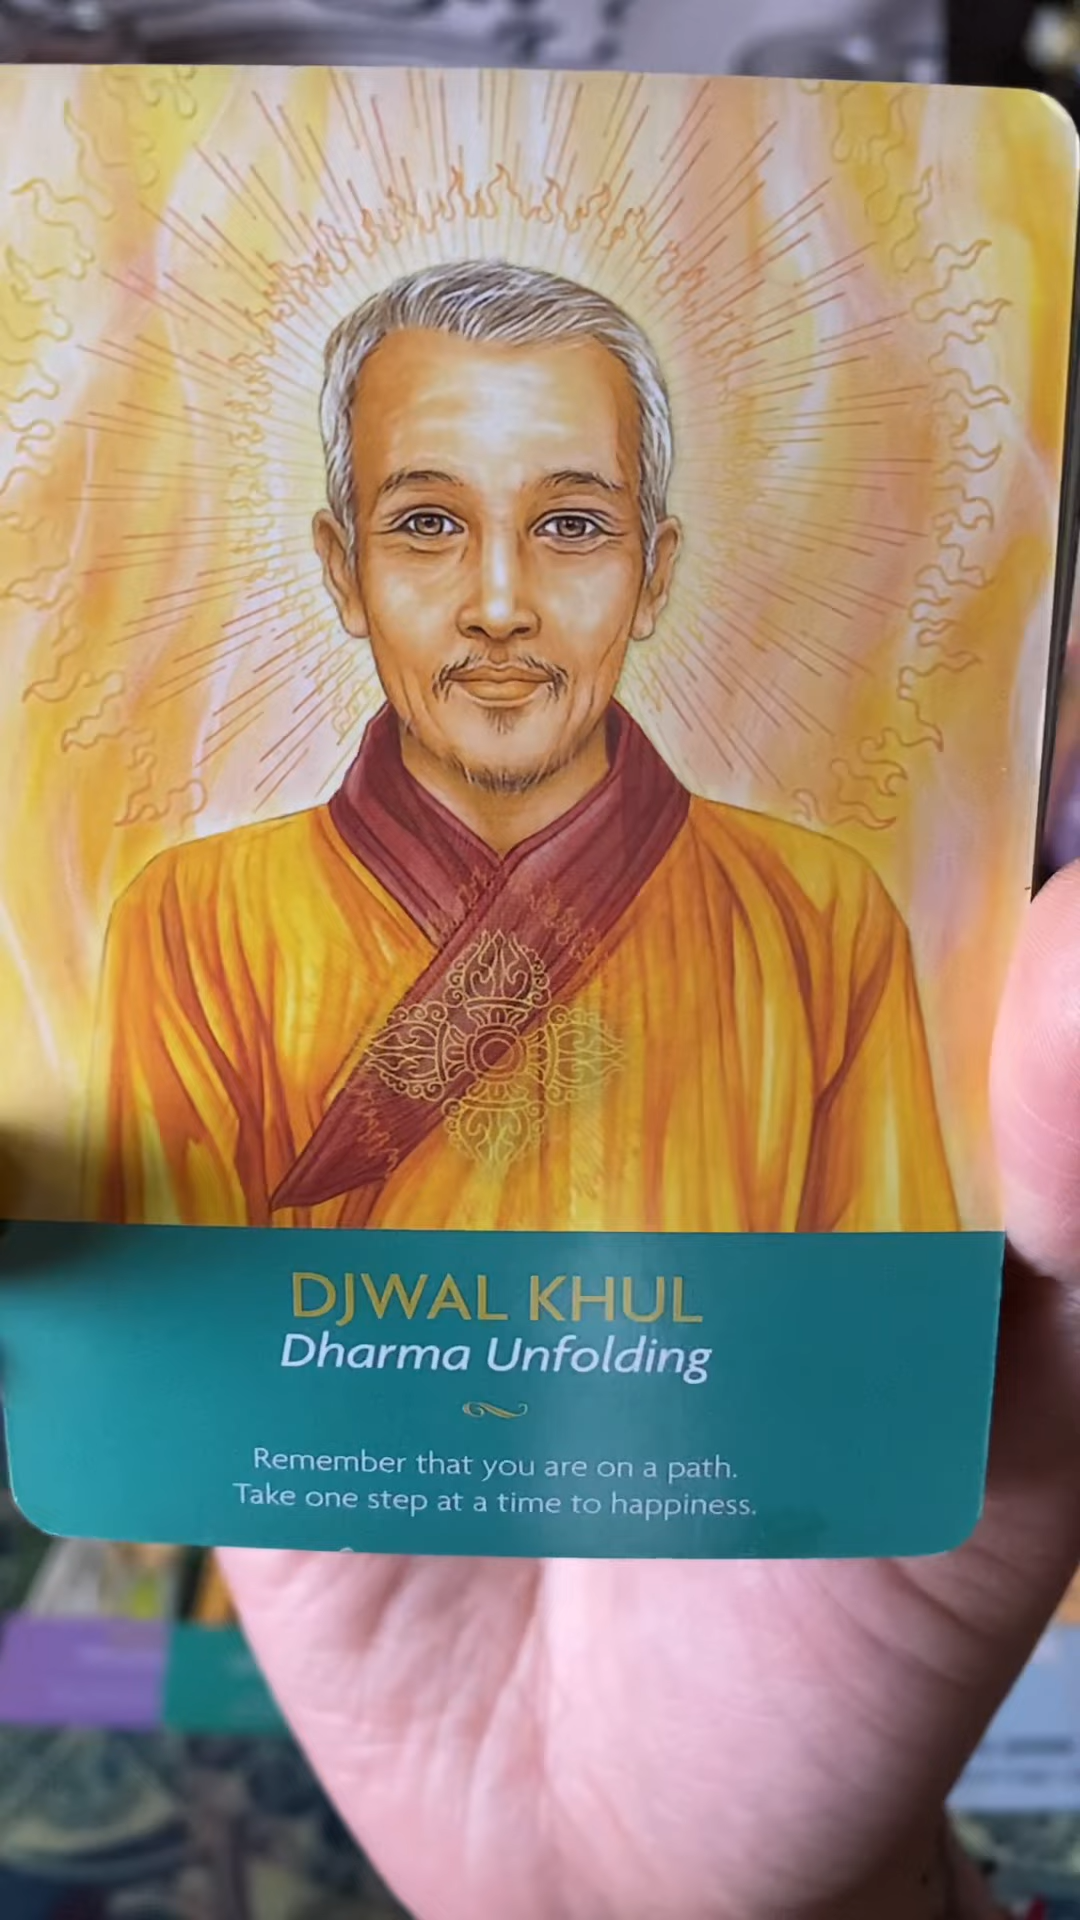 DJWAL KHUL
Dharma Unfolding
Remember that you are on a path.
Take one step at a time to happiness.